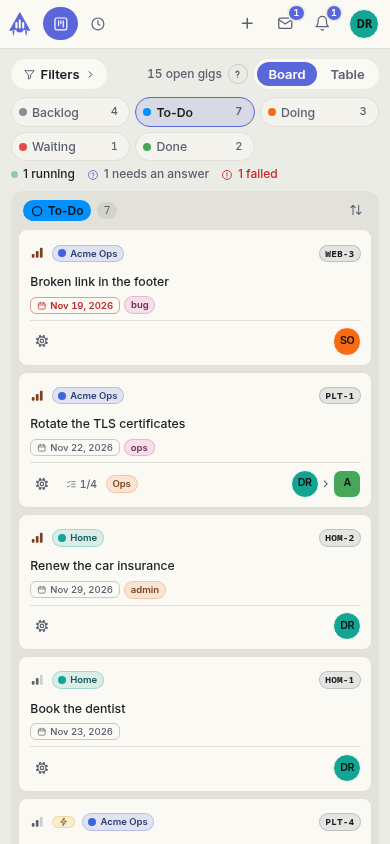 1 1 DR
Filters 15 open gigs ? Board Table
Backlog 4 To-Do 7 Doing 3
Waiting 1 Done 2
1 running 1 needs an answer 1 failed
To-Do 7
Acme Ops WEB-3
Broken link in the footer
Nov 19, 2026 bug
SO
Acme Ops PLT-1
Rotate the TLS certificates
Nov 22, 2026 ops
1/4 Ops DR A
Home HOM-2
Renew the car insurance
Nov 29, 2026 admin
DR
Home HOM-1
Book the dentist
Nov 23, 2026
DR
Acme Ops PLT-4